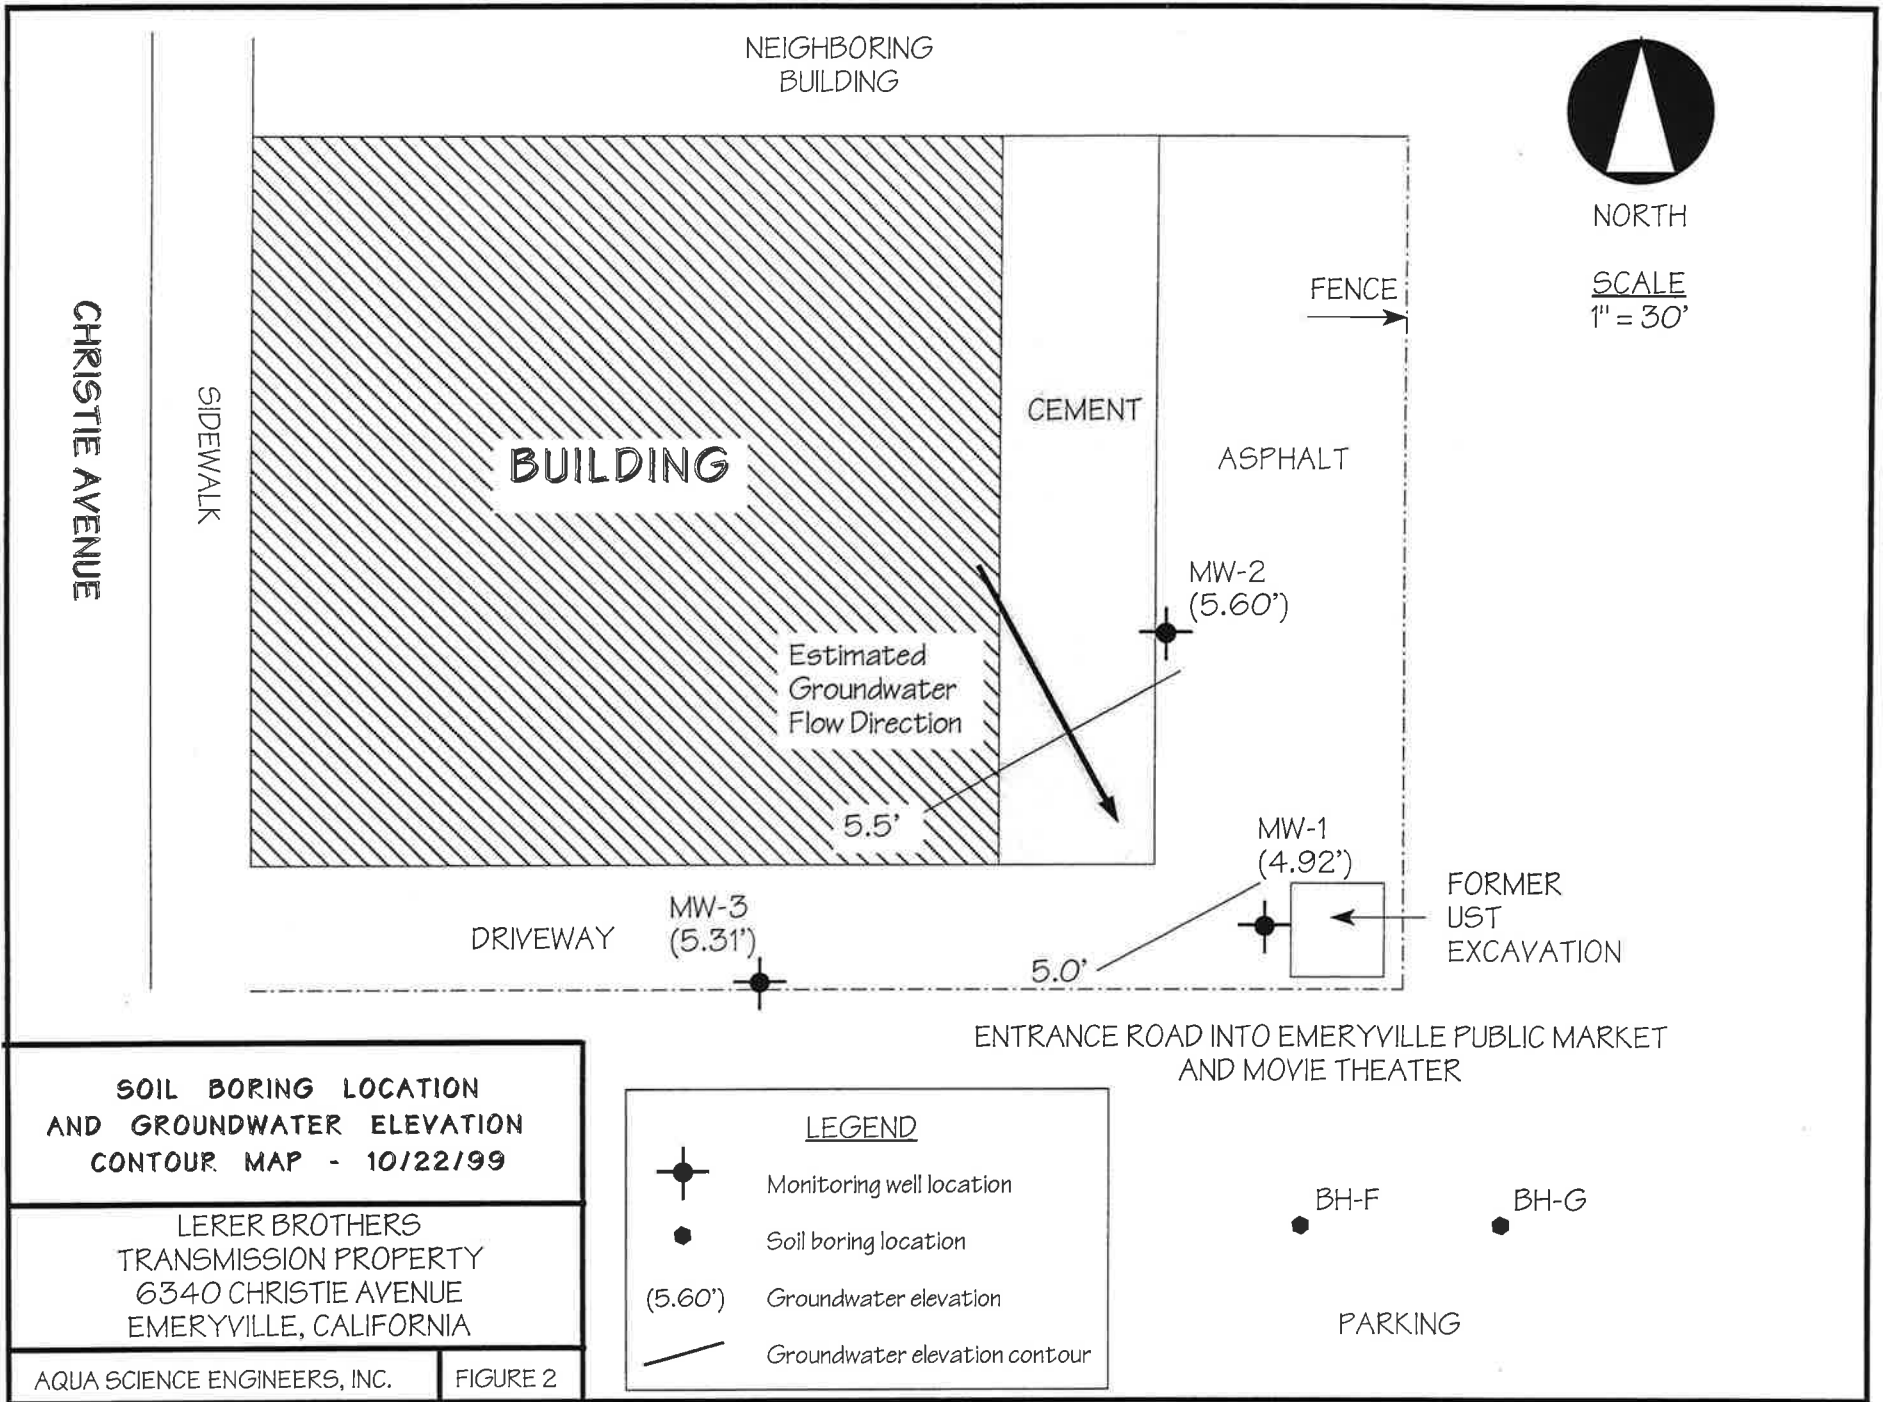 NEIGHBORING
BUILDING
NORTH
SCALE
1" = 30'
FENCE
CHRISTIE AVENUE
SIDEWALK
BUILDING
CEMENT
ASPHALT
MW-2
(5.60')
Estimated
Groundwater
Flow Direction
5.5'
MW-1
(4.92')
FORMER
UST
EXCAVATION
MW-3
(5.31')
DRIVEWAY
5.0'
ENTRANCE ROAD INTO EMERYVILLE PUBLIC MARKET
AND MOVIE THEATER
SOIL BORING LOCATION
AND GROUNDWATER ELEVATION
CONTOUR MAP - 10/22/99
LERER BROTHERS
TRANSMISSION PROPERTY
6340 CHRISTIE AVENUE
EMERYVILLE, CALIFORNIA
AQUA SCIENCE ENGINEERS, INC.
FIGURE 2
LEGEND
Monitoring well location
Soil boring location
(5.60') Groundwater elevation
Groundwater elevation contour
BH-F
BH-G
PARKING